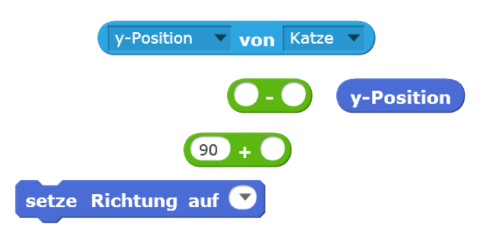 y-Position von Katze
- y-Position
90 +
setze Richtung auf